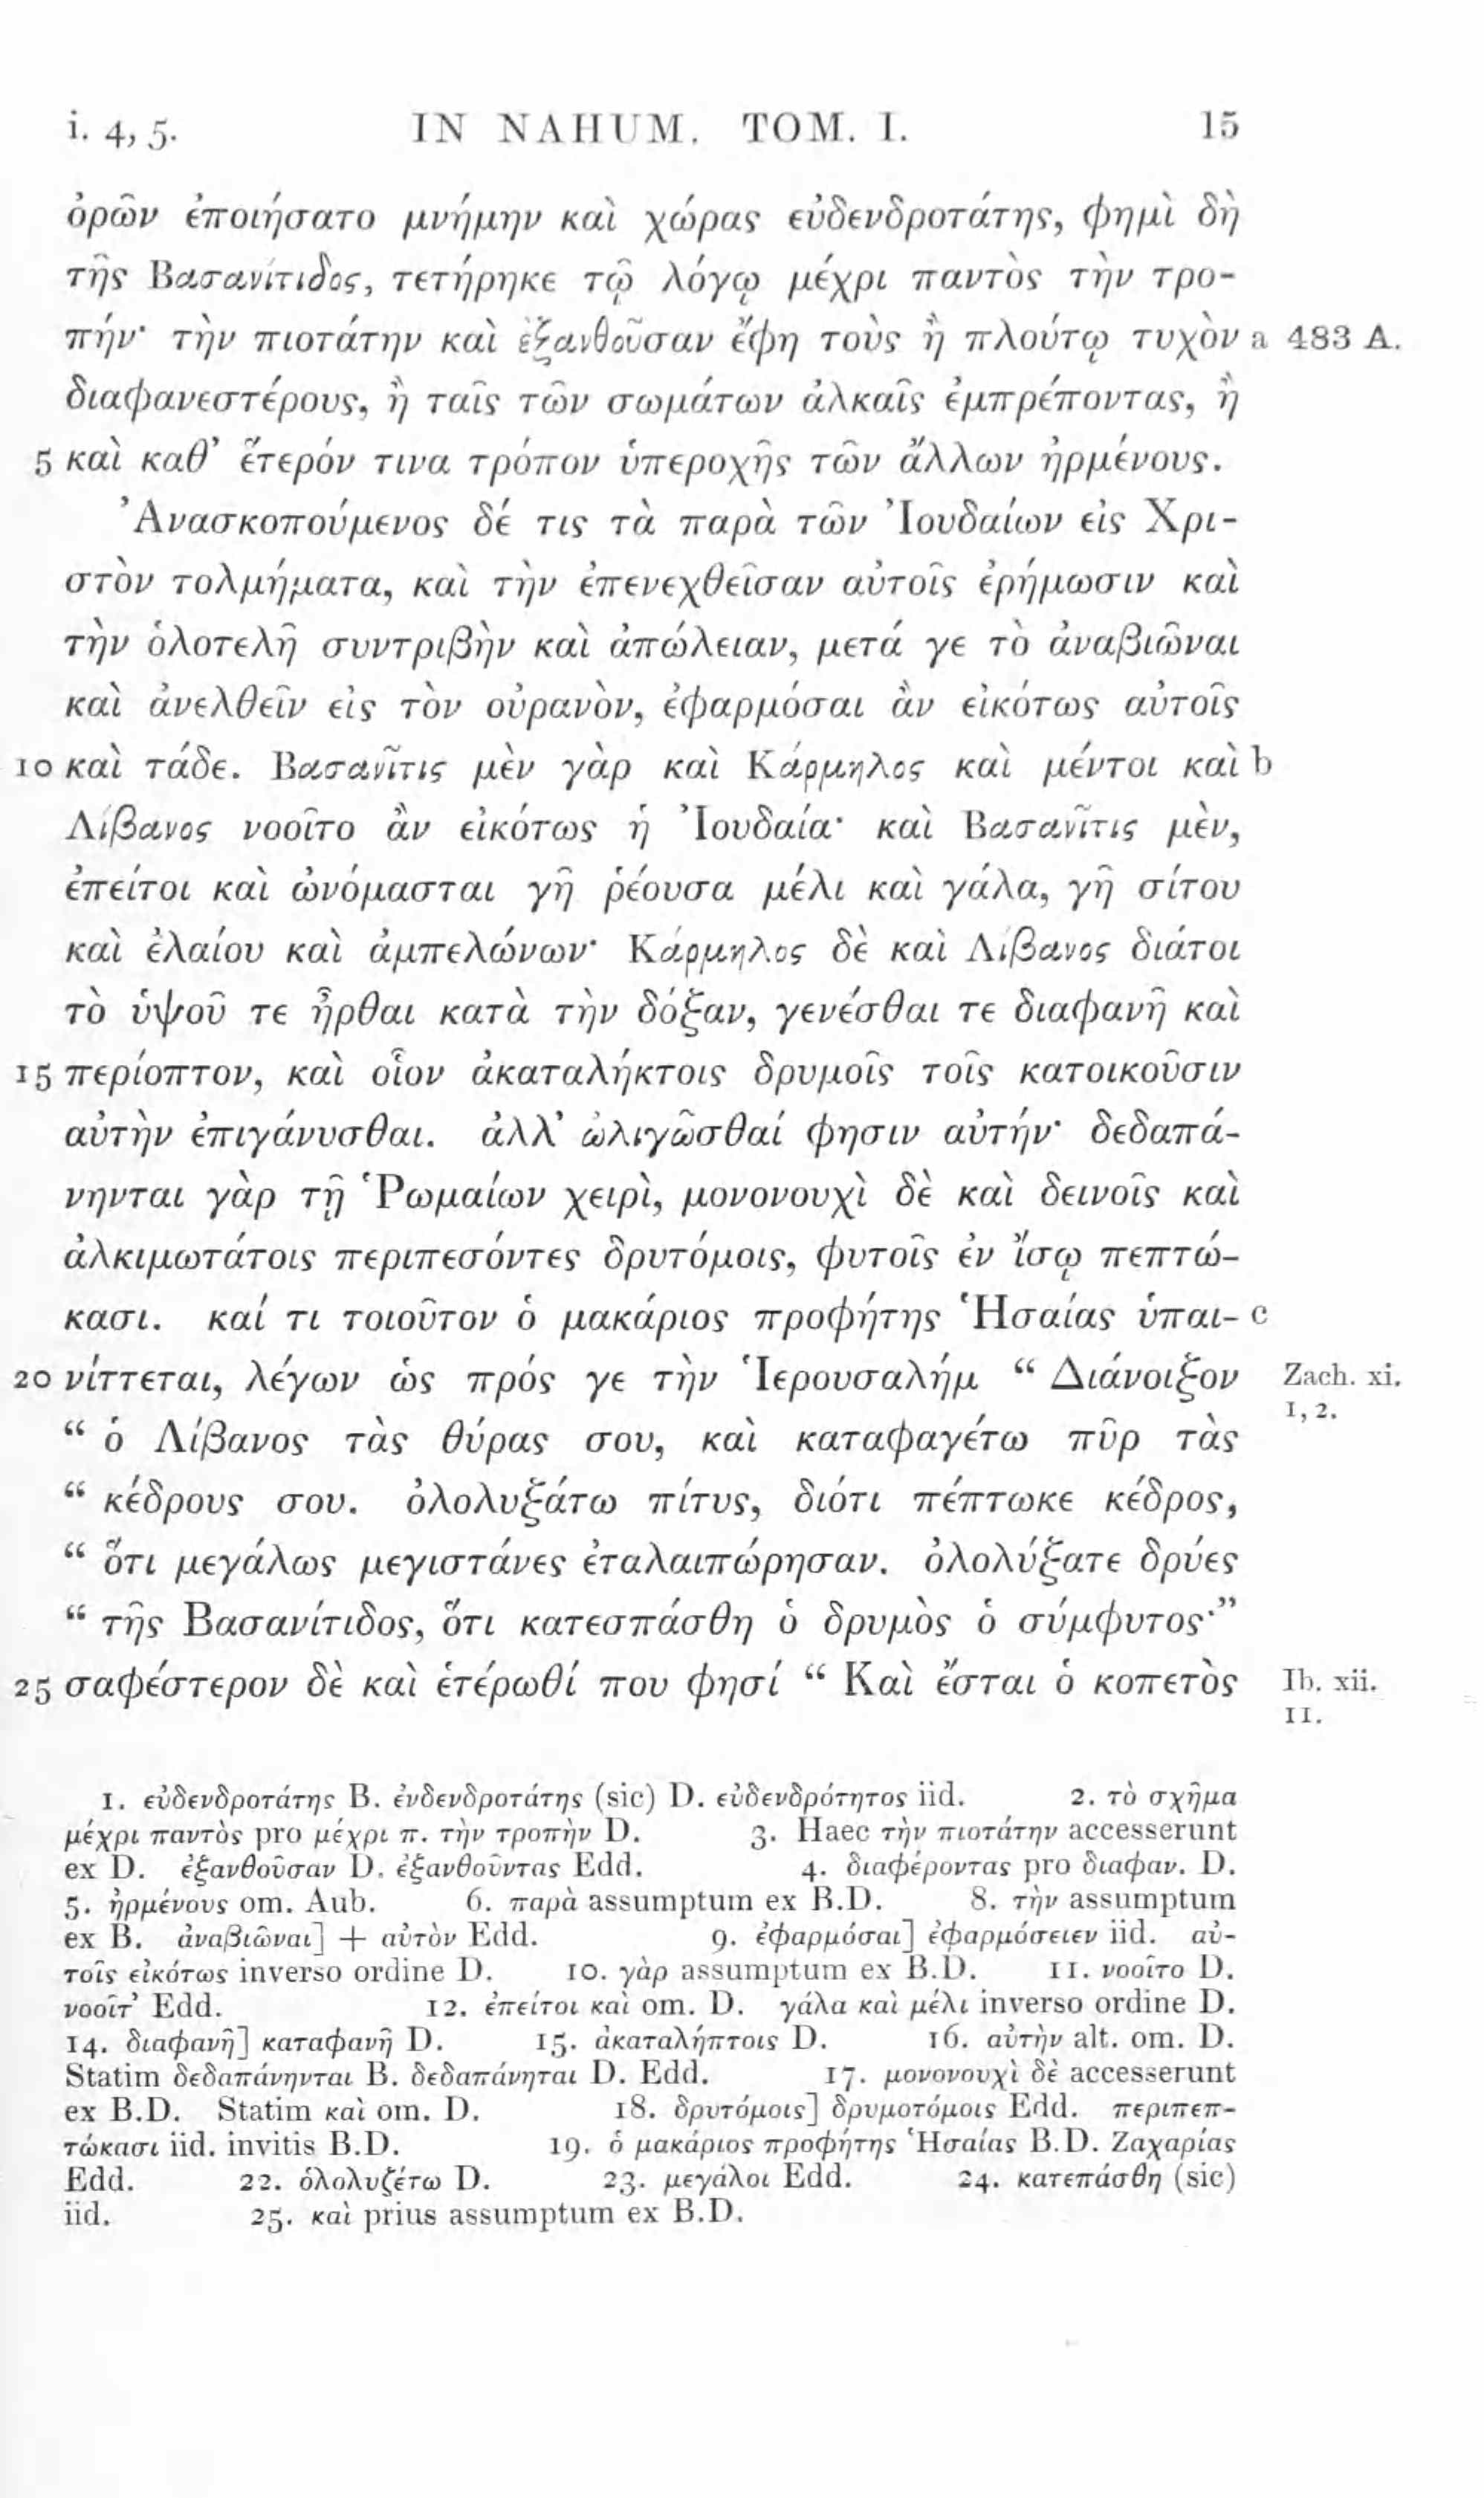 i. 4, 5. IN NAHUM. TOM. I. 15
ὀρῶν ἐποιήσατο μνήμην καὶ χώρας εὐδενδροτάτης, φημὶ δὴ
τῆς Βασανίτιδος, τετήρηκε τῷ λόγῳ μέχρι παντὸς τὴν τρο-
πήν· τὴν πιοτάτην καὶ ἐξανθοῦσαν ἔφη τοὺς ἢ πλούτῳ τυχὸν a 483 A.
διαφανεστέρους, ἢ ταῖς τῶν σωμάτων ἀλκαῖς ἐμπρέποντας, ἢ
5 καὶ καθ’ ἕτερόν τινα τρόπον ὑπεροχῆς τῶν ἄλλων ἠρμένους.
Ἀνασκοπούμενος δέ τις τὰ παρὰ τῶν Ἰουδαίων εἰς Χρι-
στὸν τολμήματα, καὶ τὴν ἐπενεχθεῖσαν αὐτοῖς ἐρήμωσιν καὶ
τὴν ὁλοτελῆ συντριβὴν καὶ ἀπώλειαν, μετά γε τὸ ἀναβιῶναι
καὶ ἀνελθεῖν εἰς τὸν οὐρανὸν, ἐφαρμόσαι ἂν εἰκότως αὐτοῖς
10 καὶ τάδε. Βασανῖτις μὲν γὰρ καὶ Κάρμηλος καὶ μέντοι καὶ b
Λίβανος νοοῖτο ἂν εἰκότως ἡ Ἰουδαία· καὶ Βασανῖτις μὲν,
ἐπείτοι καὶ ὠνόμασται γῆ ῥέουσα μέλι καὶ γάλα, γῆ σίτου
καὶ ἐλαίου καὶ ἀμπελώνων· Κάρμηλος δὲ καὶ Λίβανος διάτοι
τὸ ὑψοῦ τε ἦρθαι κατὰ τὴν δόξαν, γενέσθαι τε διαφανῆ καὶ
15 περίοπτον, καὶ οἷον ἀκαταλήκτοις δρυμοῖς τοῖς κατοικοῦσιν
αὐτὴν ἐπιγάνυσθαι. ἀλλ’ ὠλιγῶσθαί φησιν αὐτήν· δεδαπά-
νηνται γὰρ τῇ Ῥωμαίων χειρὶ, μονονουχὶ δὲ καὶ δεινοῖς καὶ
ἀλκιμωτάτοις περιπεσόντες δρυτόμοις, φυτοῖς ἐν ἴσῳ πεπτώ-
κασι. καί τι τοιοῦτον ὁ μακάριος προφήτης Ἡσαίας ὑπαι- c
20 νίττεται, λέγων ὡς πρός γε τὴν Ἱερουσαλήμ “ Διάνοιξον Zach. xi. 1, 2.
“ ὁ Λίβανος τὰς θύρας σου, καὶ καταφαγέτω πῦρ τὰς
“ κέδρους σου. ὀλολυξάτω πίτυς, διότι πέπτωκε κέδρος,
“ ὅτι μεγάλως μεγιστάνες ἐταλαιπώρησαν. ὀλολύξατε δρύες
“ τῆς Βασανίτιδος, ὅτι κατεσπάσθη ὁ δρυμὸς ὁ σύμφυτος·”
25 σαφέστερον δὲ καὶ ἑτέρωθί που φησί “ Καὶ ἔσται ὁ κοπετὸς Ib. xii. 11.
1. εὐδενδροτάτης B. ἐνδενδροτάτης (sic) D. εὐδενδρότητος iid. 2. τὸ σχῆμα
μέχρι παντὸς pro μέχρι π. τὴν τροπὴν D. 3. Haec τὴν πιοτάτην accesserunt
ex D. ἐξανθοῦσαν D. ἐξανθοῦντας Edd. 4. διαφέροντας pro διαφαν. D.
5. ἠρμένους om. Aub. 6. παρὰ assumptum ex B.D. 8. τὴν assumptum
ex B. ἀναβιῶναι] + αὐτὸν Edd. 9. ἐφαρμόσαι] ἐφαρμόσειεν iid. αὐ-
τοῖς εἰκότως inverso ordine D. 10. γὰρ assumptum ex B.D. 11. νοοῖτο D.
νοοῖτ’ Edd. 12. ἐπείτοι καὶ om. D. γάλα καὶ μέλι inverso ordine D.
14. διαφανῆ] καταφανῆ D. 15. ἀκαταλήπτοις D. 16. αὐτὴν alt. om. D.
Statim δεδαπάνηνται B. δεδαπάνηται D. Edd. 17. μονονουχὶ δὲ accesserunt
ex B.D. Statim καὶ om. D. 18. δρυτόμοις] δρυμοτόμοις Edd. περιπεπ-
τώκασι iid. invitis B.D. 19. ὁ μακάριος προφήτης Ἡσαίας B.D. Ζαχαρίας
Edd. 22. ὀλολυζέτω D. 23. μεγάλοι Edd. 24. κατεπάσθη (sic)
iid. 25. καὶ prius assumptum ex B.D.